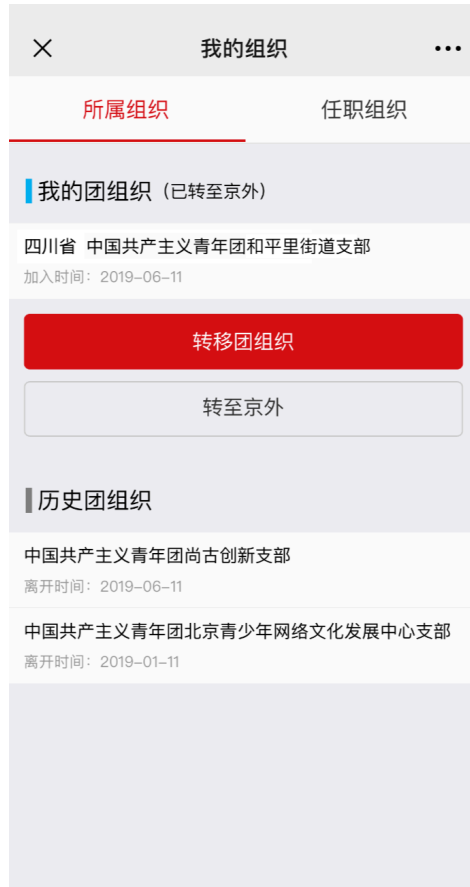 我的组织
所属组织 任职组织
我的团组织（已转至京外）
四川省 中国共产主义青年团和平里街道支部
加入时间：2019-06-11
转移团组织
转至京外
历史团组织
中国共产主义青年团尚古创新支部
离开时间：2019-06-11
中国共产主义青年团北京青少年网络文化发展中心支部
离开时间：2019-01-11